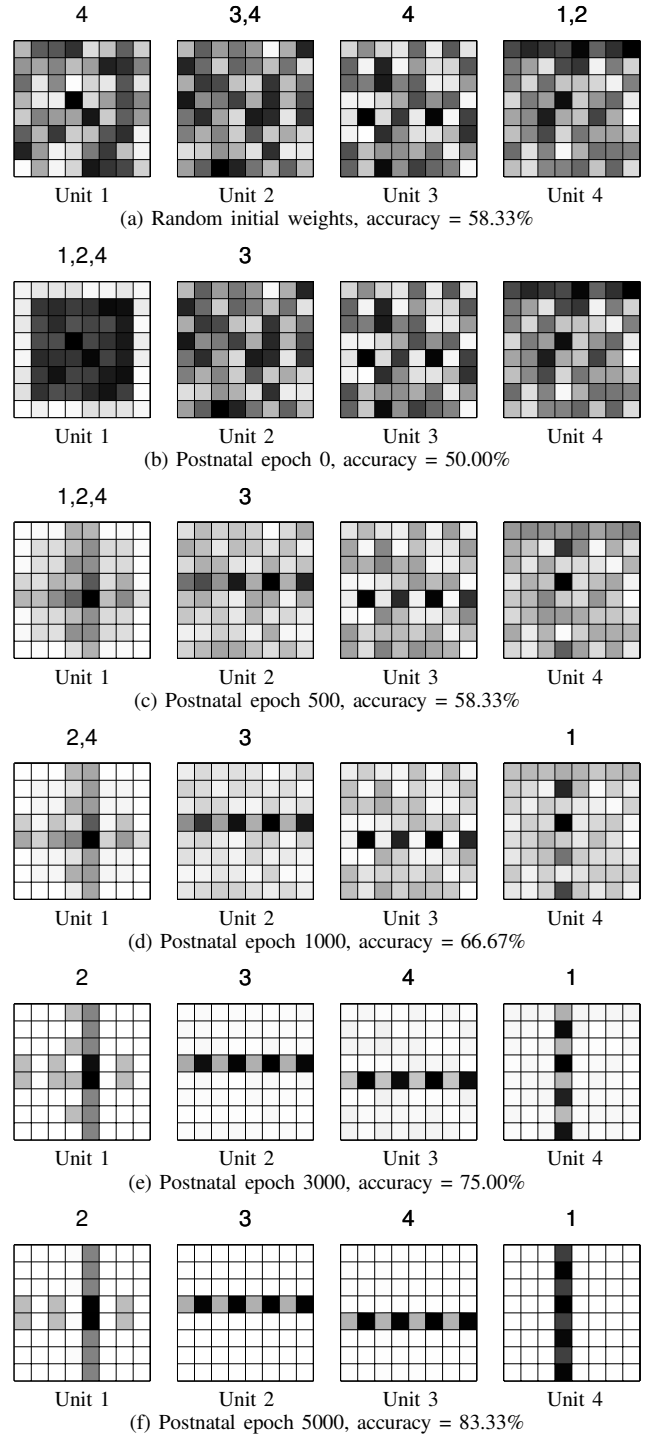 4 3,4 4 1,2
Unit 1 Unit 2 Unit 3 Unit 4
(a) Random initial weights, accuracy = 58.33%
1,2,4 3
Unit 1 Unit 2 Unit 3 Unit 4
(b) Postnatal epoch 0, accuracy = 50.00%
1,2,4 3
Unit 1 Unit 2 Unit 3 Unit 4
(c) Postnatal epoch 500, accuracy = 58.33%
2,4 3 1
Unit 1 Unit 2 Unit 3 Unit 4
(d) Postnatal epoch 1000, accuracy = 66.67%
2 3 4 1
Unit 1 Unit 2 Unit 3 Unit 4
(e) Postnatal epoch 3000, accuracy = 75.00%
2 3 4 1
Unit 1 Unit 2 Unit 3 Unit 4
(f) Postnatal epoch 5000, accuracy = 83.33%